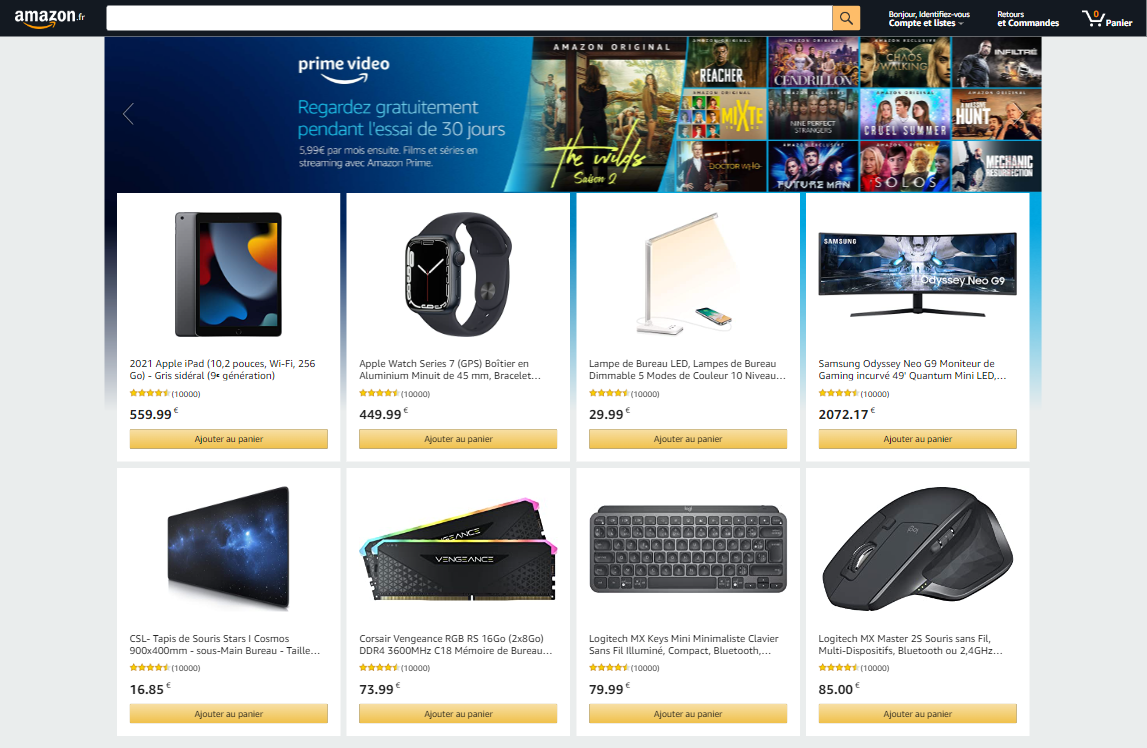 amazon.fr
Bonjour, Identifiez-vous
Compte et listes
Retours
et Commandes
0
Panier
prime video
Regardez gratuitement
pendant l'essai de 30 jours
5,99€ par mois ensuite. Films et séries en
streaming avec Amazon Prime.
AMAZON ORIGINAL
the wilds
Saison 2
REACHER
CENDRILLON
CHAOS
WALKING
INFILTRÉ
MIXTE
NINE PERFECT
STRANGERS
CRUEL SUMMER
HUNT
DOCTOR WHO
FUTURE MAN
SOLOS
MECHANIC
RESURRECTION
SAMSUNG
Odyssey Neo G9
2021 Apple iPad (10,2 pouces, Wi-Fi, 256
Go) - Gris sidéral (9ᵉ génération)
(10000)
559.99 €
Ajouter au panier
Apple Watch Series 7 (GPS) Boîtier en
Aluminium Minuit de 45 mm, Bracelet...
(10000)
449.99 €
Ajouter au panier
Lampe de Bureau LED, Lampes de Bureau
Dimmable 5 Modes de Couleur 10 Niveau...
(10000)
29.99 €
Ajouter au panier
Samsung Odyssey Neo G9 Moniteur de
Gaming incurvé 49' Quantum Mini LED,...
(10000)
2072.17 €
Ajouter au panier
CSL- Tapis de Souris Stars I Cosmos
900x400mm - sous-Main Bureau - Taille...
(10000)
16.85 €
Ajouter au panier
VENGEANCE
VENGEANCE
Corsair Vengeance RGB RS 16Go (2x8Go)
DDR4 3600MHz C18 Mémoire de Bureau...
(10000)
73.99 €
Ajouter au panier
logi
Logitech MX Keys Mini Minimaliste Clavier
Sans Fil Illuminé, Compact, Bluetooth,...
(10000)
79.99 €
Ajouter au panier
Logitech MX Master 2S Souris sans Fil,
Multi-Dispositifs, Bluetooth ou 2,4GHz...
(10000)
85.00 €
Ajouter au panier